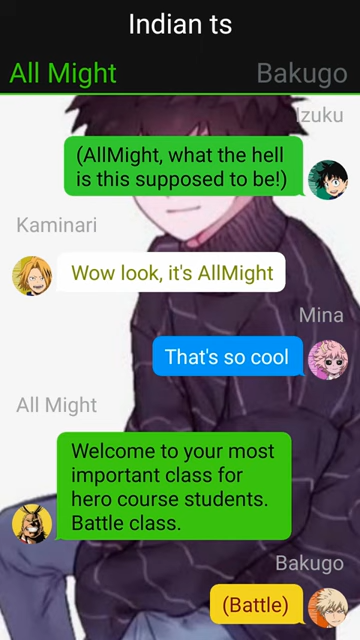 Indian ts
All Might
Bakugo
Izuku
(AllMight, what the hell
is this supposed to be!)
Kaminari
Wow look, it's AllMight
Mina
That's so cool
All Might
Welcome to your most
important class for
hero course students.
Battle class.
Bakugo
(Battle)